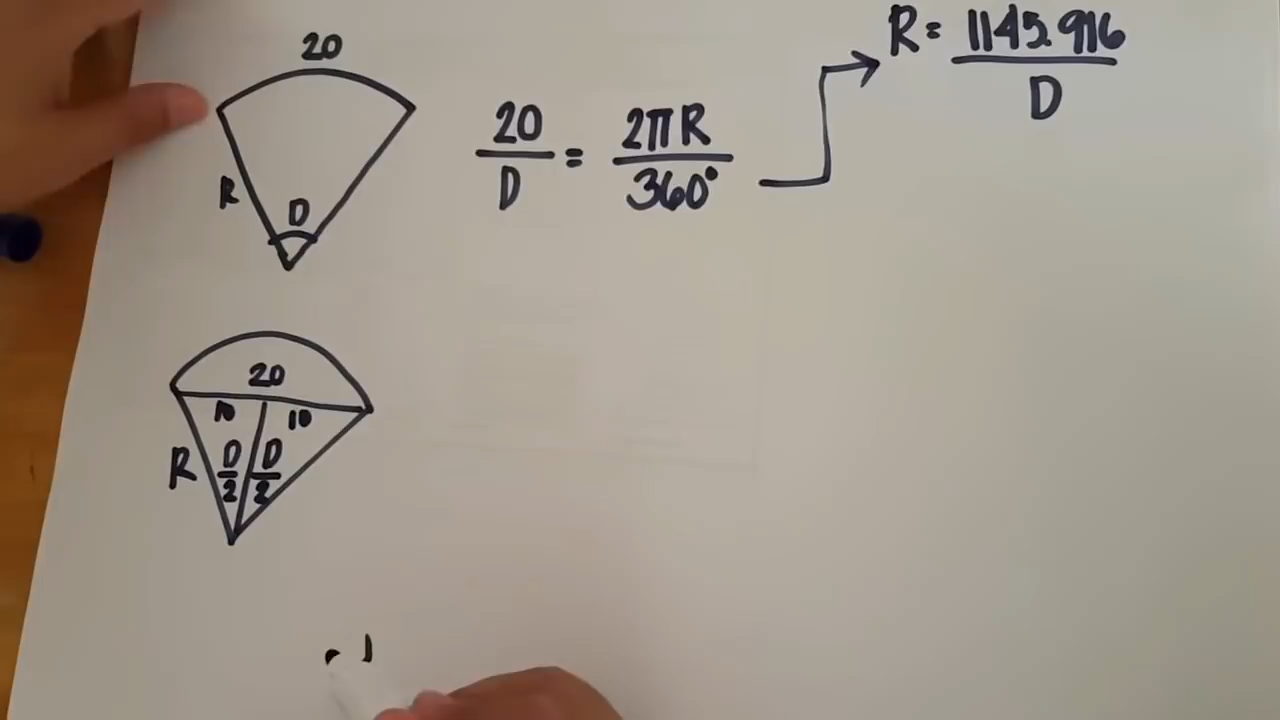 20
R
D
20/D = 2πR/360°
R = 1145.916/D
20
10 10
R
D/2 D/2